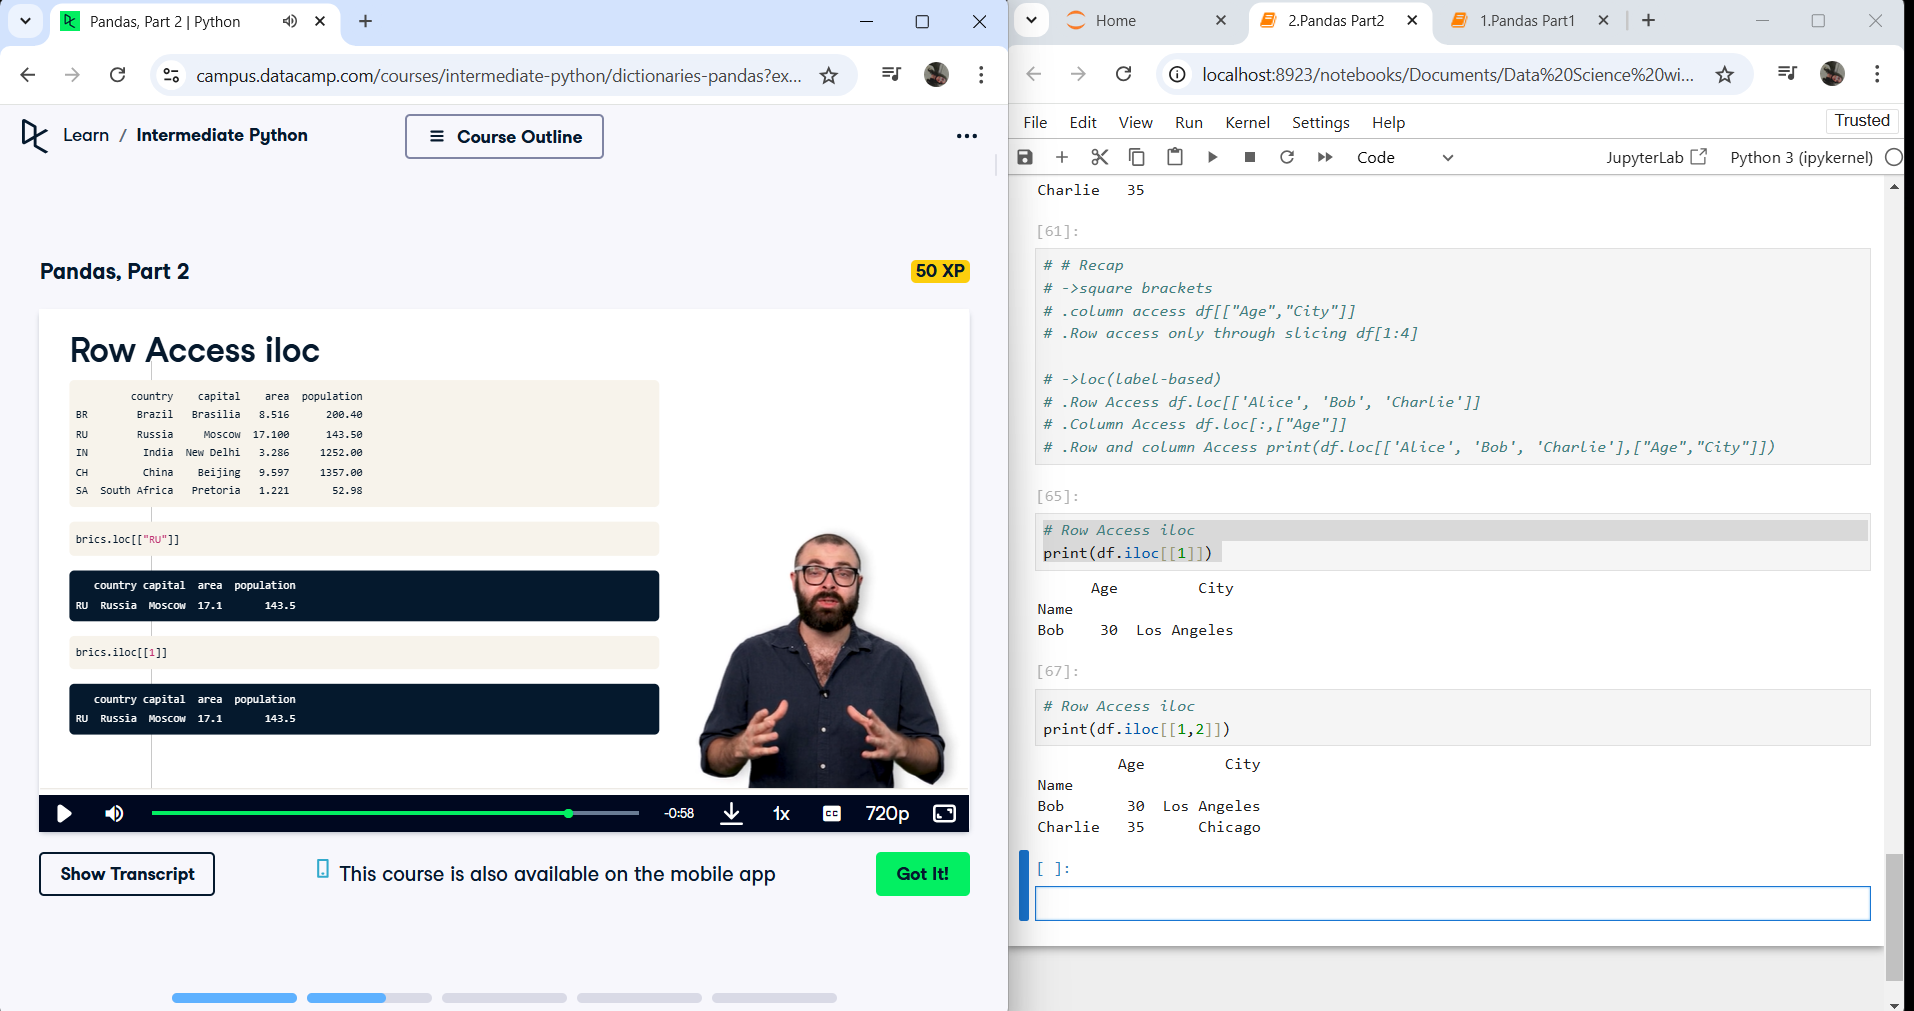 Pandas, Part 2 | Python
campus.datacamp.com/courses/intermediate-python/dictionaries-pandas?ex...
Learn / Intermediate Python
Course Outline
Pandas, Part 2
50 XP
Row Access iloc
country capital area population
BR Brazil Brasilia 8.516 200.40
RU Russia Moscow 17.100 143.50
IN India New Delhi 3.286 1252.00
CH China Beijing 9.597 1357.00
SA South Africa Pretoria 1.221 52.98
brics.loc[["RU"]]
country capital area population
RU Russia Moscow 17.1 143.5
brics.iloc[[1]]
country capital area population
RU Russia Moscow 17.1 143.5
-0:58
1x
CC
720p
Show Transcript
This course is also available on the mobile app
Got It!
Home
2.Pandas Part2
1.Pandas Part1
localhost:8923/notebooks/Documents/Data%20Science%20wi...
File Edit View Run Kernel Settings Help
Trusted
Code
JupyterLab
Python 3 (ipykernel)
Charlie 35
[61]:
# # Recap
# ->square brackets
# .column access df[["Age","City"]]
# .Row access only through slicing df[1:4]
# ->loc(label-based)
# .Row Access df.loc[['Alice', 'Bob', 'Charlie']]
# .Column Access df.loc[:,["Age"]]
# .Row and column Access print(df.loc[['Alice', 'Bob', 'Charlie'],["Age","City"]])
[65]:
# Row Access iloc
print(df.iloc[[1]])
Age City
Name
Bob 30 Los Angeles
[67]:
# Row Access iloc
print(df.iloc[[1,2]])
Age City
Name
Bob 30 Los Angeles
Charlie 35 Chicago
[ ]: